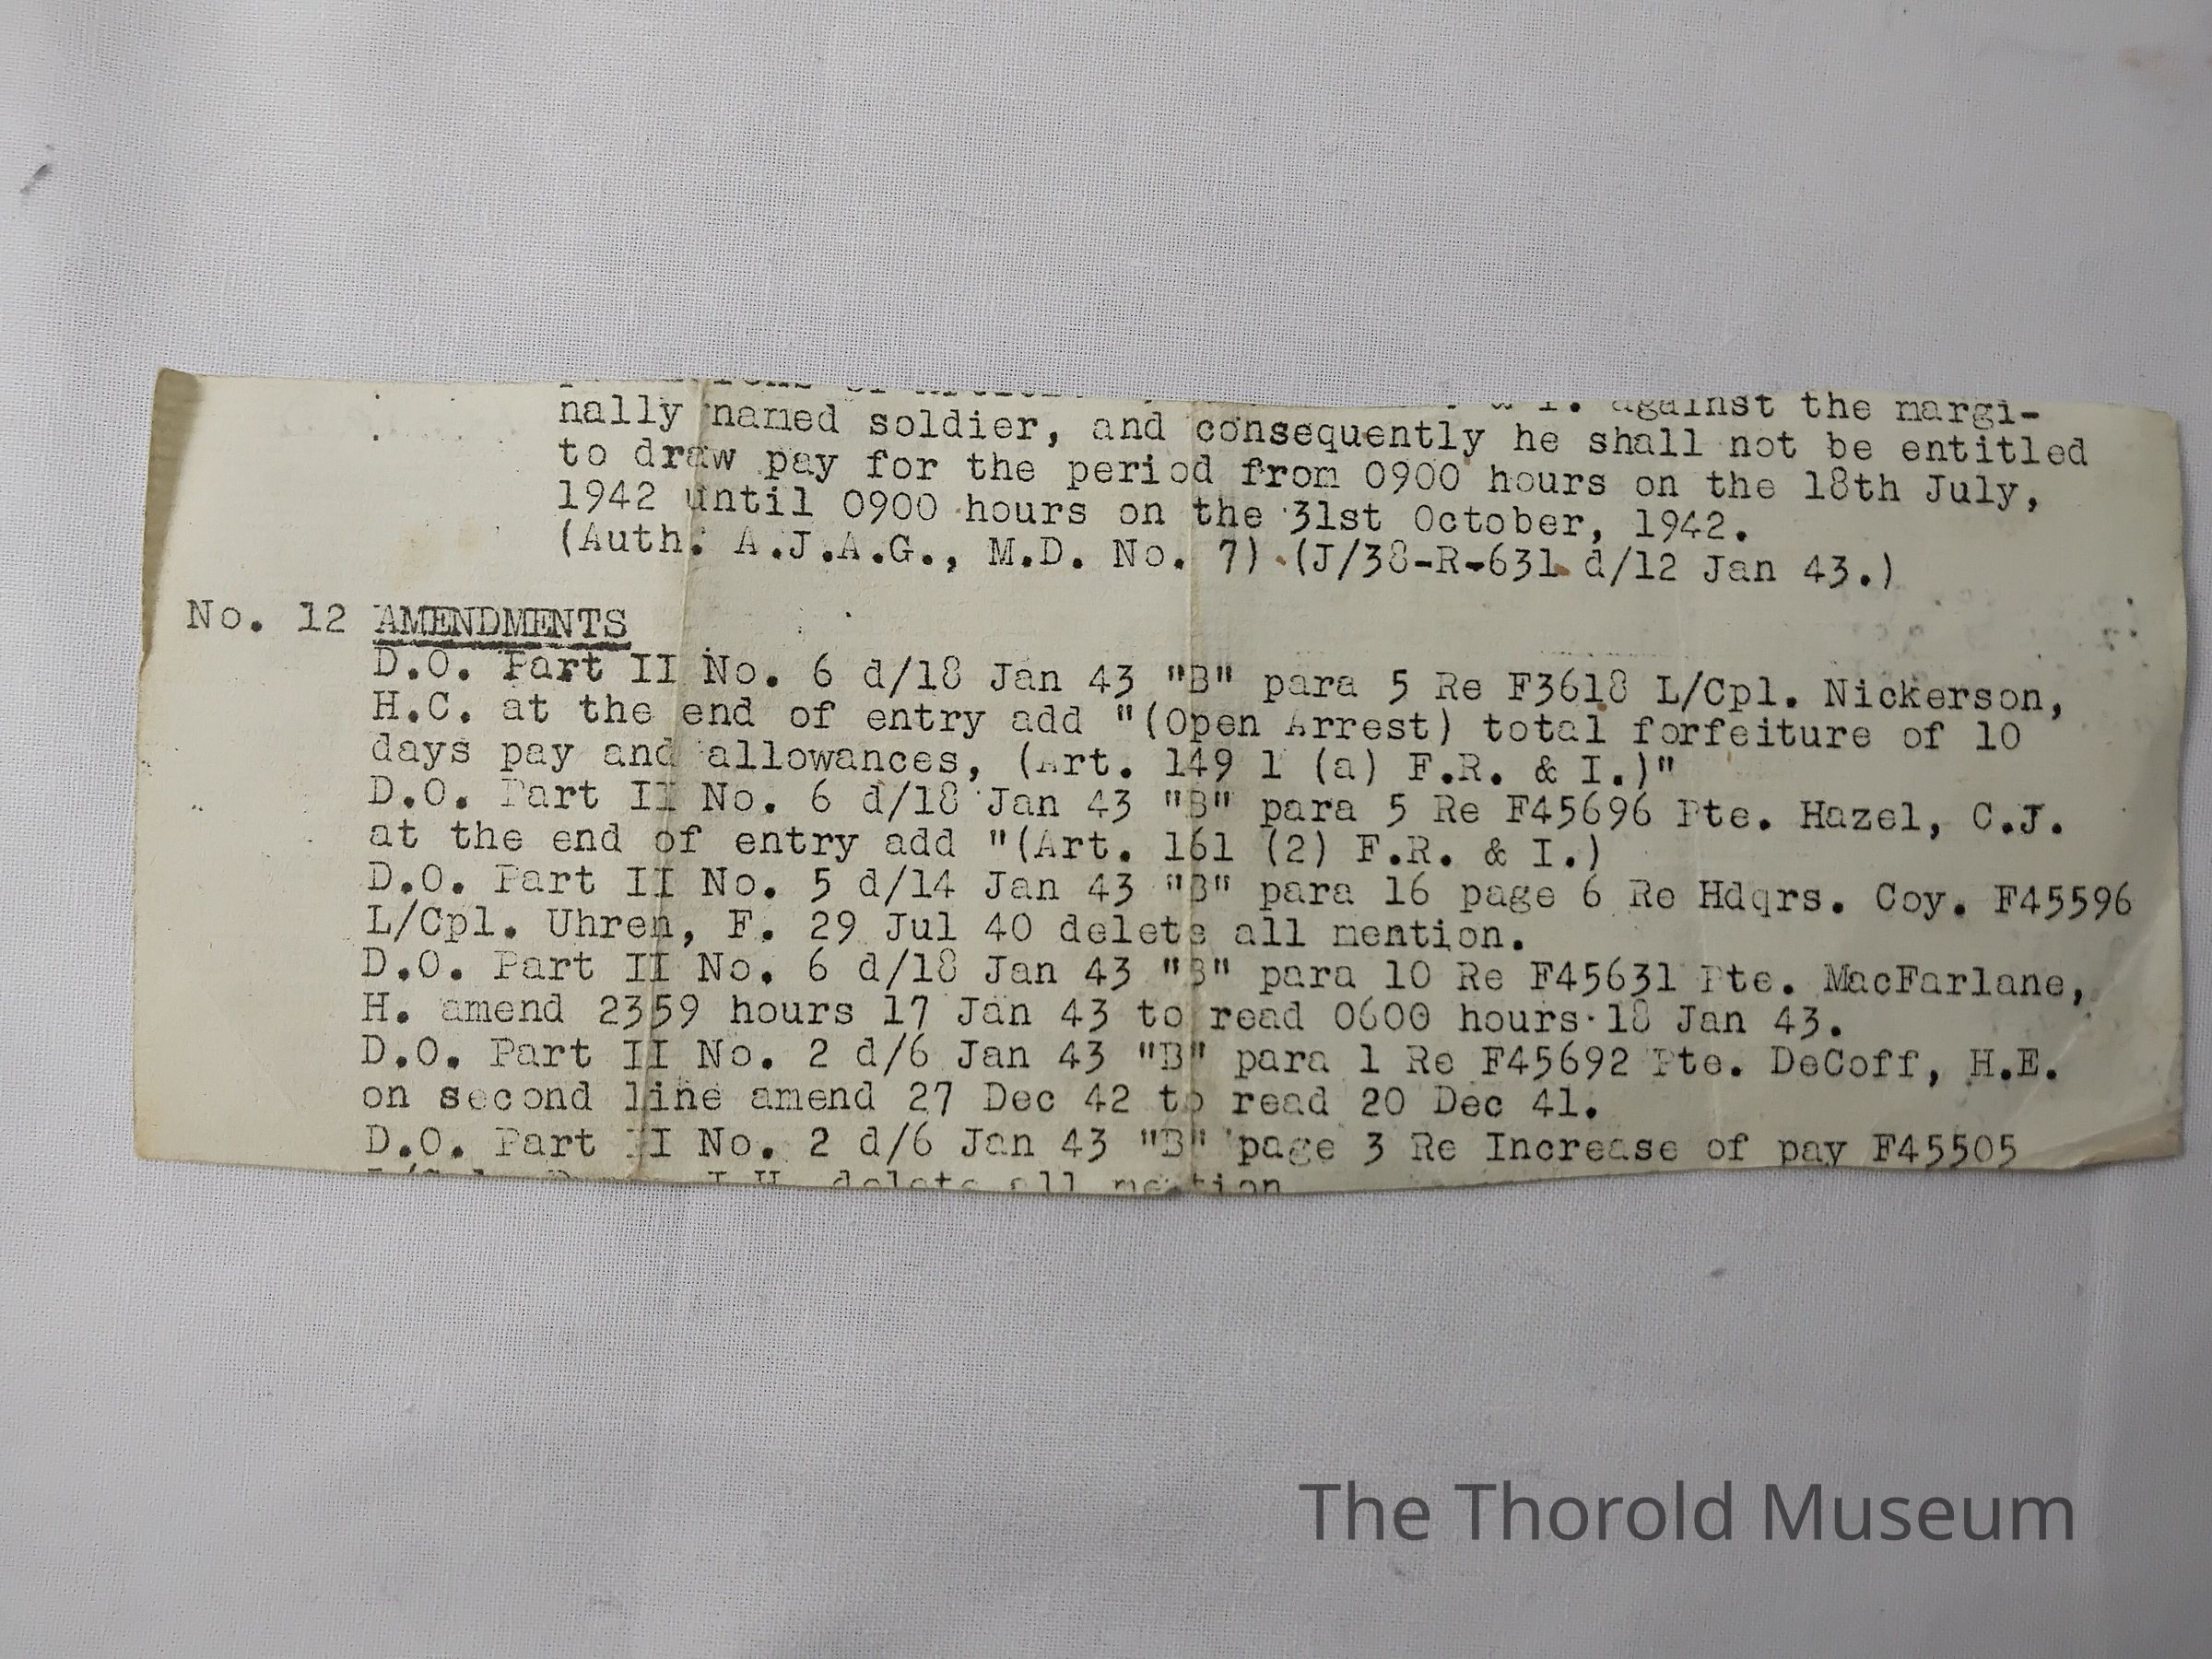 against the margi-
nally named soldier, and consequently he shall not be entitled
to draw pay for the period from 0900 hours on the 18th July,
1942 until 0900 hours on the 31st October, 1942.
(Auth: A.J.A.G., M.D. No. 7) (J/38-R-631 d/12 Jan 43.)
No. 12 AMENDMENTS
D.O. Part II No. 6 d/18 Jan 43 "B" para 5 Re F3618 L/Cpl. Nickerson,
H.C. at the end of entry add "(Open Arrest) total forfeiture of 10
days pay and allowances, (Art. 149 1 (a) F.R. & I.)"
D.O. Part II No. 6 d/18 Jan 43 "B" para 5 Re F45696 Pte. Hazel, C.J.
at the end of entry add "(Art. 161 (2) F.R. & I.)
D.O. Part II No. 5 d/14 Jan 43 "B" para 16 page 6 Re Hdqrs. Coy. F45596
L/Cpl. Uhren, F. 29 Jul 40 delete all mention.
D.O. Part II No. 6 d/18 Jan 43 "B" para 10 Re F45631 Pte. MacFarlane,
H. amend 2359 hours 17 Jan 43 to read 0600 hours 18 Jan 43.
D.O. Part II No. 2 d/6 Jan 43 "B" para 1 Re F45692 Pte. DeCoff, H.E.
on second line amend 27 Dec 42 to read 20 Dec 41.
D.O. Part II No. 2 d/6 Jan 43 "B" page 3 Re Increase of pay F45505
delete all mention
The Thorold Museum